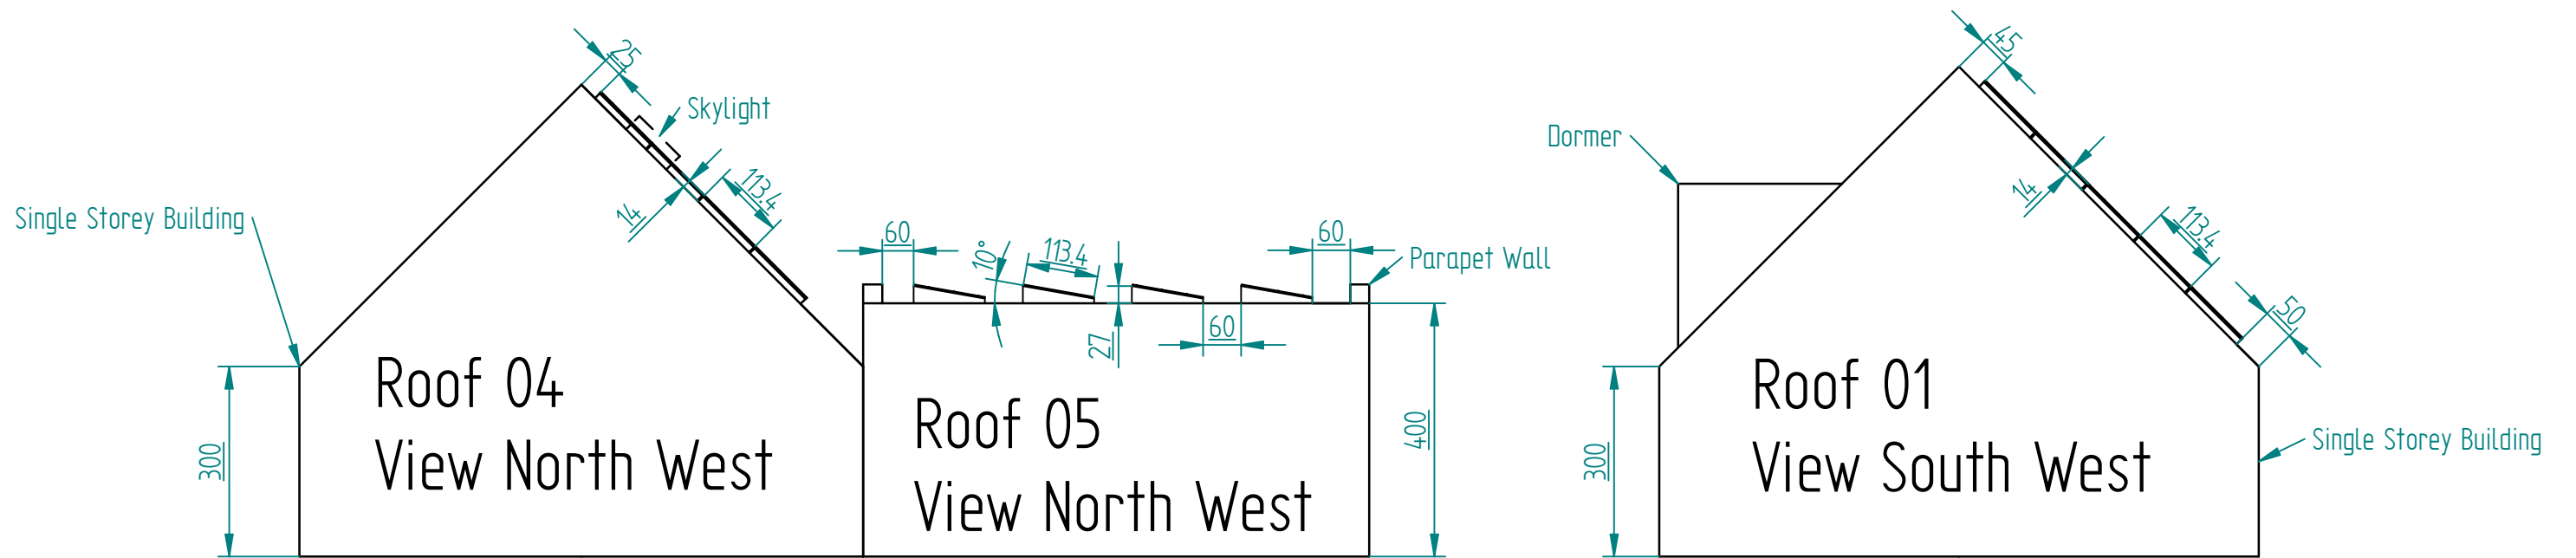 25
Skylight
113.4
14
Single Storey Building
300
Roof 04
View North West
60
10°
113.4
27
60
60
Parapet Wall
400
Roof 05
View North West
45
Dormer
14
113.4
50
300
Roof 01
View South West
Single Storey Building